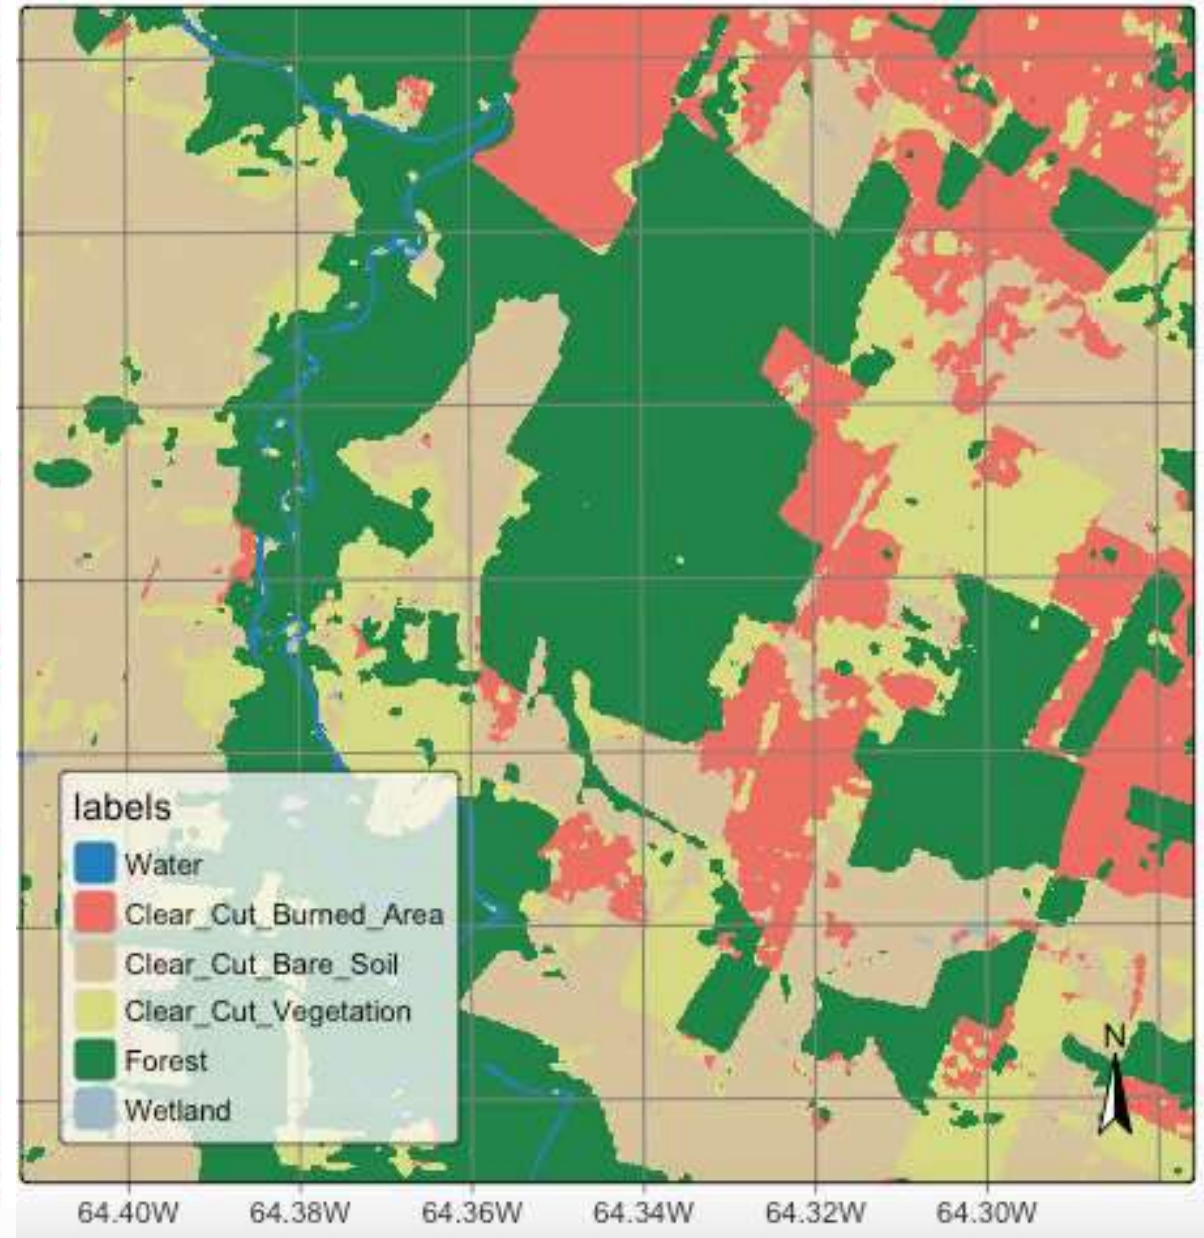 labels
Water
Clear_Cut_Burned_Area
Clear_Cut_Bare_Soil
Clear_Cut_Vegetation
Forest
Wetland
N
64.40W 64.38W 64.36W 64.34W 64.32W 64.30W